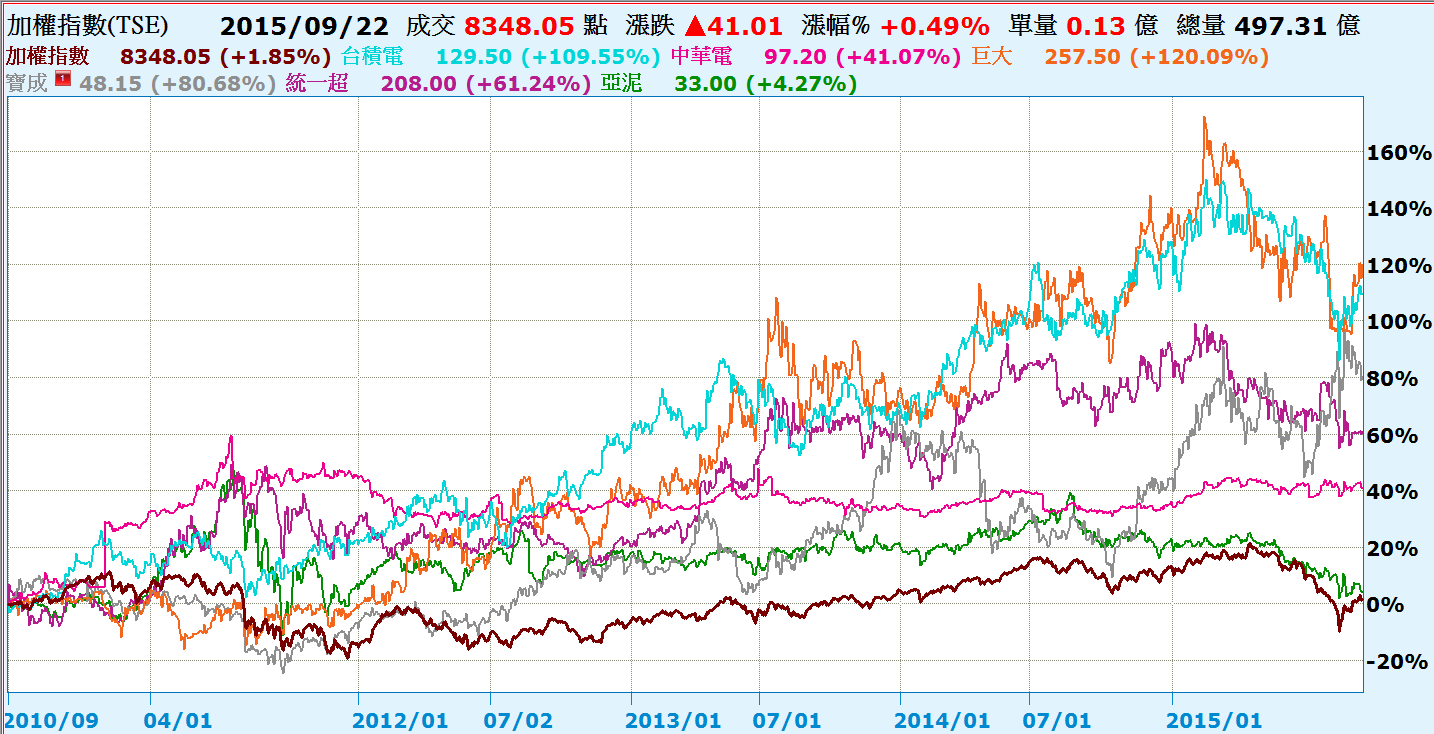 加權指數(TSE) 2015/09/22 成交 8348.05 點 漲跌 ▲41.01 漲幅% +0.49% 單量 0.13 億 總量 497.31 億
加權指數 8348.05 (+1.85%) 台積電 129.50 (+109.55%) 中華電 97.20 (+41.07%) 巨大 257.50 (+120.09%)
寶成 1 48.15 (+80.68%) 統一超 208.00 (+61.24%) 亞泥 33.00 (+4.27%)
160%
140%
120%
100%
80%
60%
40%
20%
0%
-20%
2010/09 04/01 2012/01 07/02 2013/01 07/01 2014/01 07/01 2015/01